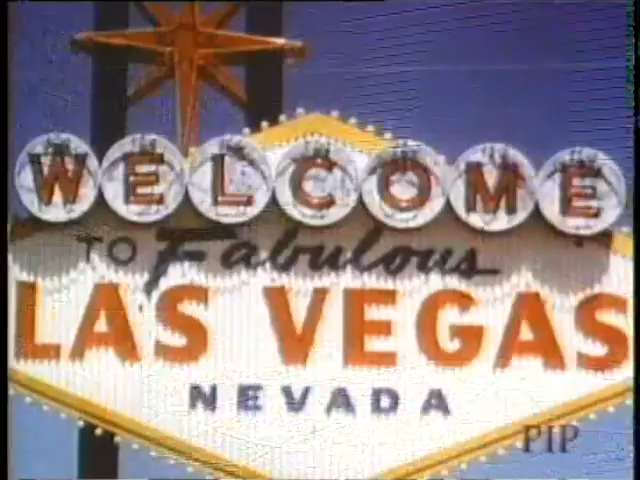 WELCOME
TO Fabulous
LAS VEGAS
NEVADA
PIP